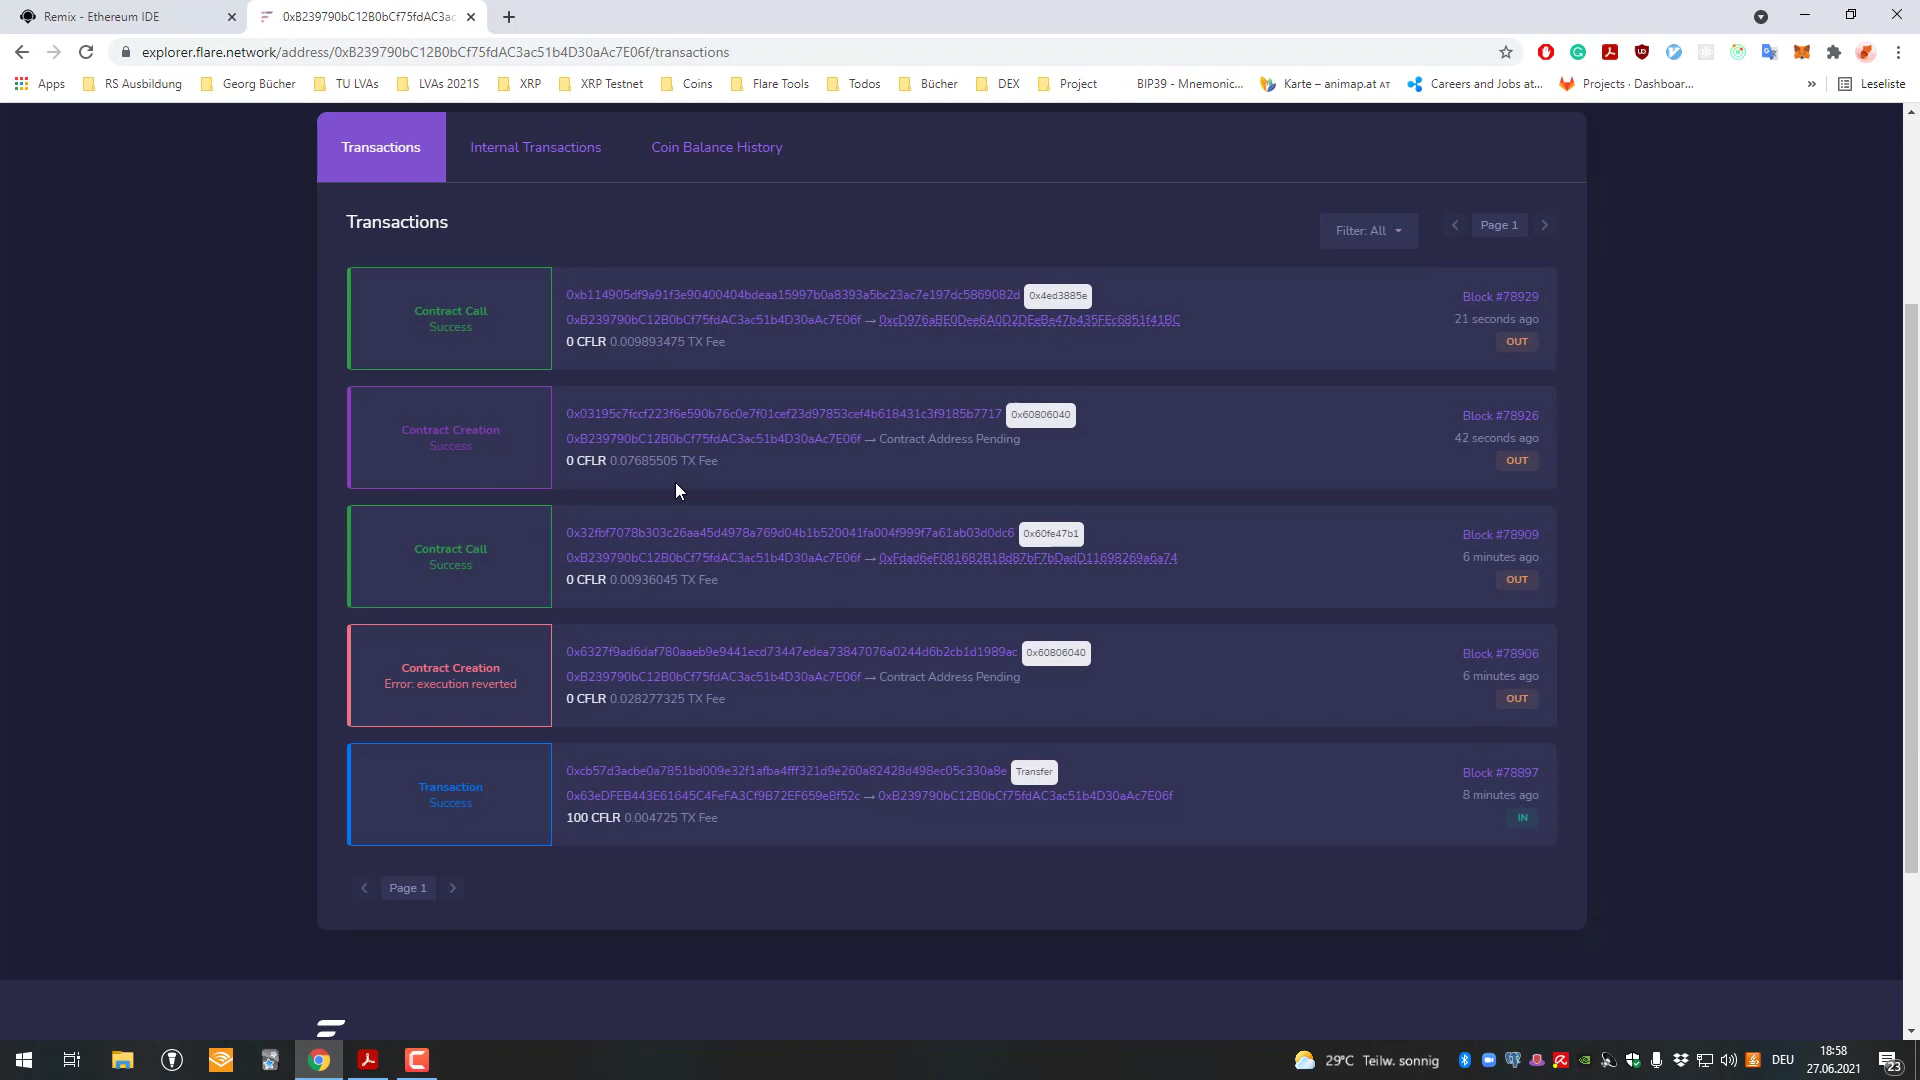 Remix - Ethereum IDE
0xB239790bC12B0bCf75fdAC3ac
explorer.flare.network/address/0xB239790bC12B0bCf75fdAC3ac51b4D30aAc7E06f/transactions
Apps RS Ausbildung Georg Bücher TU LVAs LVAs 2021S XRP XRP Testnet Coins Flare Tools Todos Bücher DEX Project BIP39 - Mnemonic... Karte – animap.at AT Careers and Jobs at... Projects · Dashboar... » Leseliste
Transactions Internal Transactions Coin Balance History
Transactions
Filter: All Page 1
Contract Call
Success
0xb114905df9a91f3e90400404bdeaa15997b0a8393a5bc23ac7e197dc5869082d 0x4ed3885e
0xB239790bC12B0bCf75fdAC3ac51b4D30aAc7E06f → 0xcD976aBE0Dee6A0D2DEeBe47b435FEc6851f41BC
0 CFLR 0.009893475 TX Fee
Block #78929
21 seconds ago
OUT
Contract Creation
Success
0x03195c7fccf223f6e590b76c0e7f01cef23d97853cef4b618431c3f9185b7717 0x60806040
0xB239790bC12B0bCf75fdAC3ac51b4D30aAc7E06f → Contract Address Pending
0 CFLR 0.07685505 TX Fee
Block #78926
42 seconds ago
OUT
Contract Call
Success
0x32fbf7078b303c26aa45d4978a769d04b1b520041fa004f999f7a61ab03d0dc6 0x60fe47b1
0xB239790bC12B0bCf75fdAC3ac51b4D30aAc7E06f → 0xFdad6eF081682B18d87bF7bDadD11698269a6a74
0 CFLR 0.00936045 TX Fee
Block #78909
6 minutes ago
OUT
Contract Creation
Error: execution reverted
0x6327f9ad6daf780aaeb9e9441ecd73447edea73847076a0244d6b2cb1d1989ac 0x60806040
0xB239790bC12B0bCf75fdAC3ac51b4D30aAc7E06f → Contract Address Pending
0 CFLR 0.028277325 TX Fee
Block #78906
6 minutes ago
OUT
Transaction
Success
0xcb57d3acbe0a7851bd009e32f1afba4fff321d9e260a82428d498ec05c330a8e Transfer
0x63eDFEB443E61645C4FeFA3Cf9B72EF659e8f52c → 0xB239790bC12B0bCf75fdAC3ac51b4D30aAc7E06f
100 CFLR 0.004725 TX Fee
Block #78897
8 minutes ago
IN
Page 1
29°C Teilw. sonnig DEU 18:58
27.06.2021
23